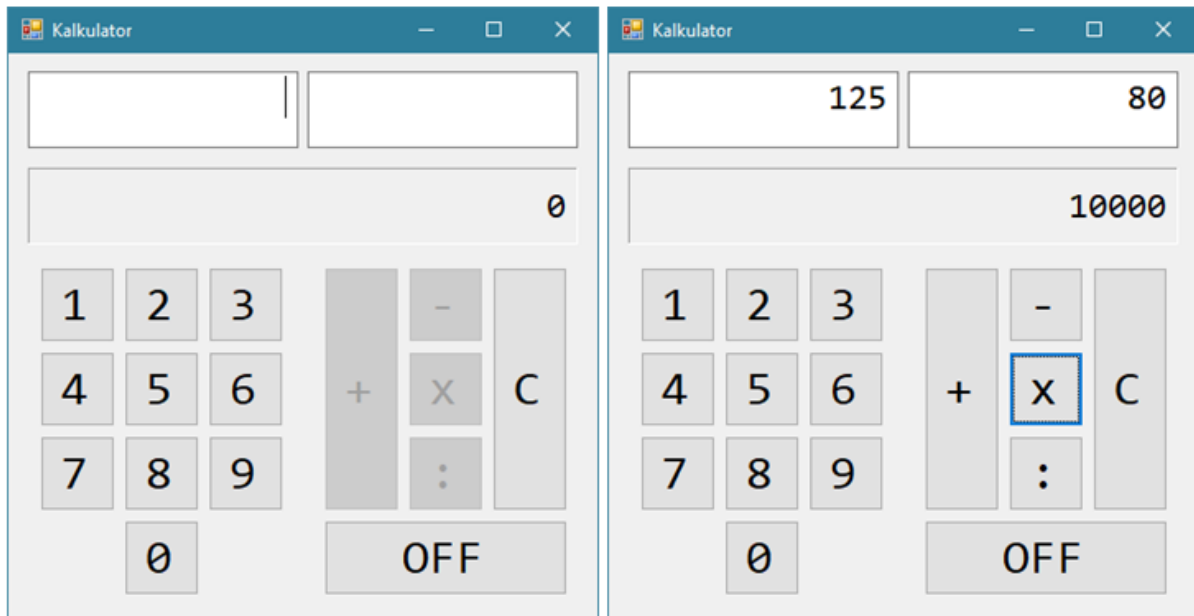 Kalkulator
0
1 2 3 -
4 5 6 + x C
7 8 9 :
0 OFF
Kalkulator
125 80
10000
1 2 3 -
4 5 6 + x C
7 8 9 :
0 OFF